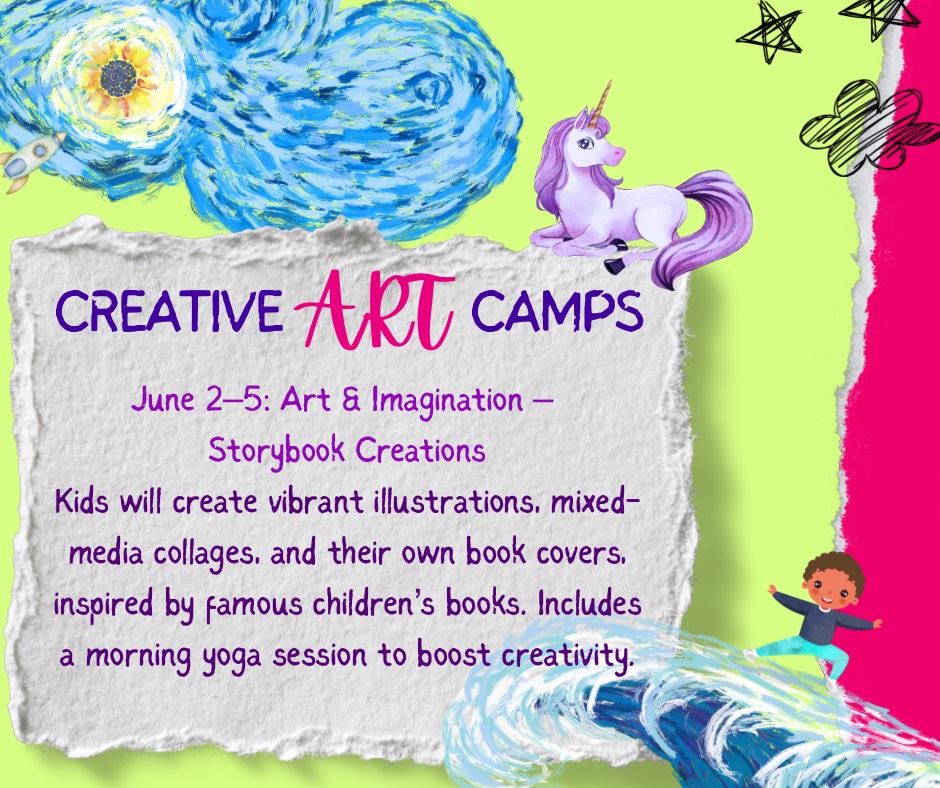 CREATIVE ART CAMPS
June 2–5: Art & Imagination –
Storybook Creations
Kids will create vibrant illustrations, mixed-
media collages, and their own book covers,
inspired by famous children's books. Includes
a morning yoga session to boost creativity.